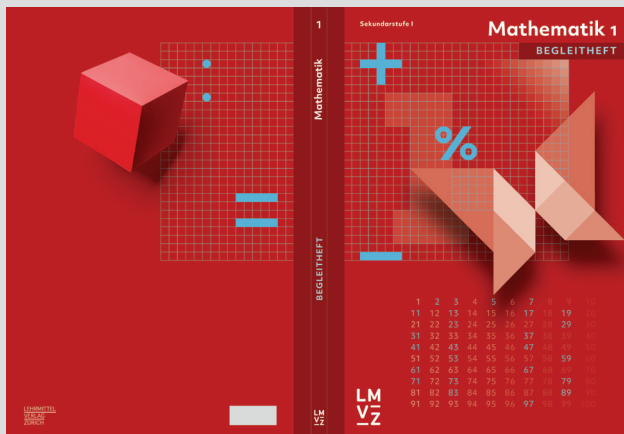 LEHRMITTEL
VERLAG
ZÜRICH
:
=
1
Mathematik
BEGLEITHEFT
LM
VZ
Sekundarstufe I
Mathematik 1
BEGLEITHEFT
+
%
−
1 2 3 4 5 6 7 8 9 10
11 12 13 14 15 16 17 18 19 20
21 22 23 24 25 26 27 28 29 30
31 32 33 34 35 36 37 38 39 40
41 42 43 44 45 46 47 48 49 50
51 52 53 54 55 56 57 58 59 60
61 62 63 64 65 66 67 68 69 70
71 72 73 74 75 76 77 78 79 80
81 82 83 84 85 86 87 88 89 90
91 92 93 94 95 96 97 98 99 100
LM
VZ